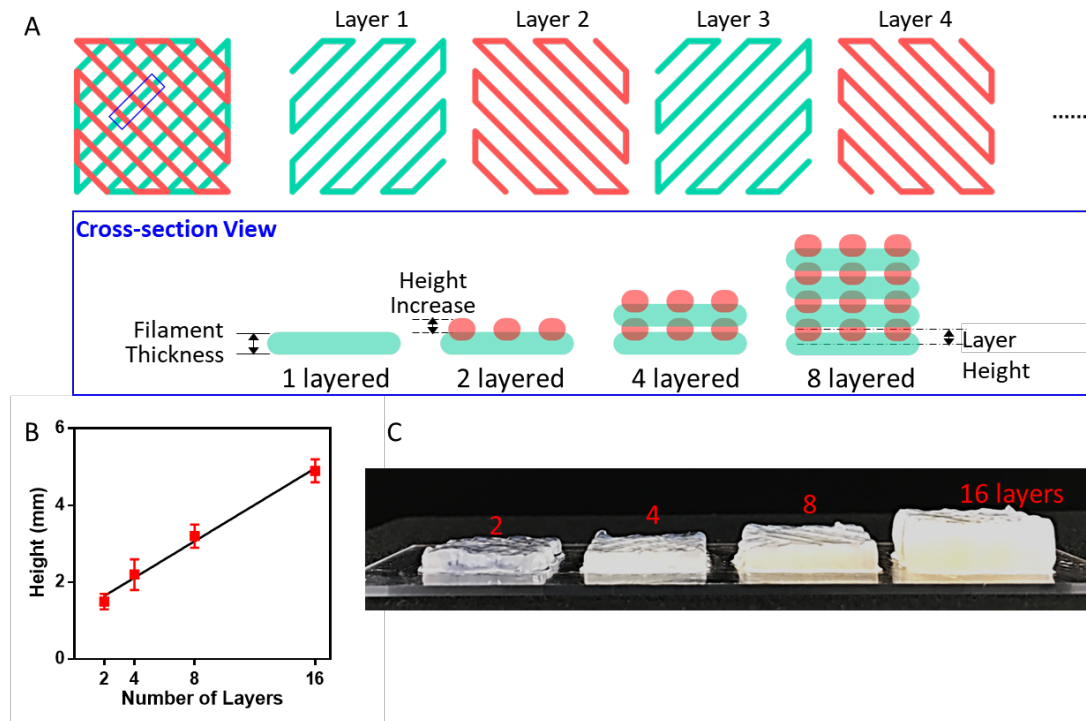 A
Layer 1
Layer 2
Layer 3
Layer 4
......
Cross-section View
Filament
Thickness
Height
Increase
Layer
Height
1 layered
2 layered
4 layered
8 layered
B
Height (mm)
6
4
2
0
2
4
8
16
Number of Layers
C
2
4
8
16 layers